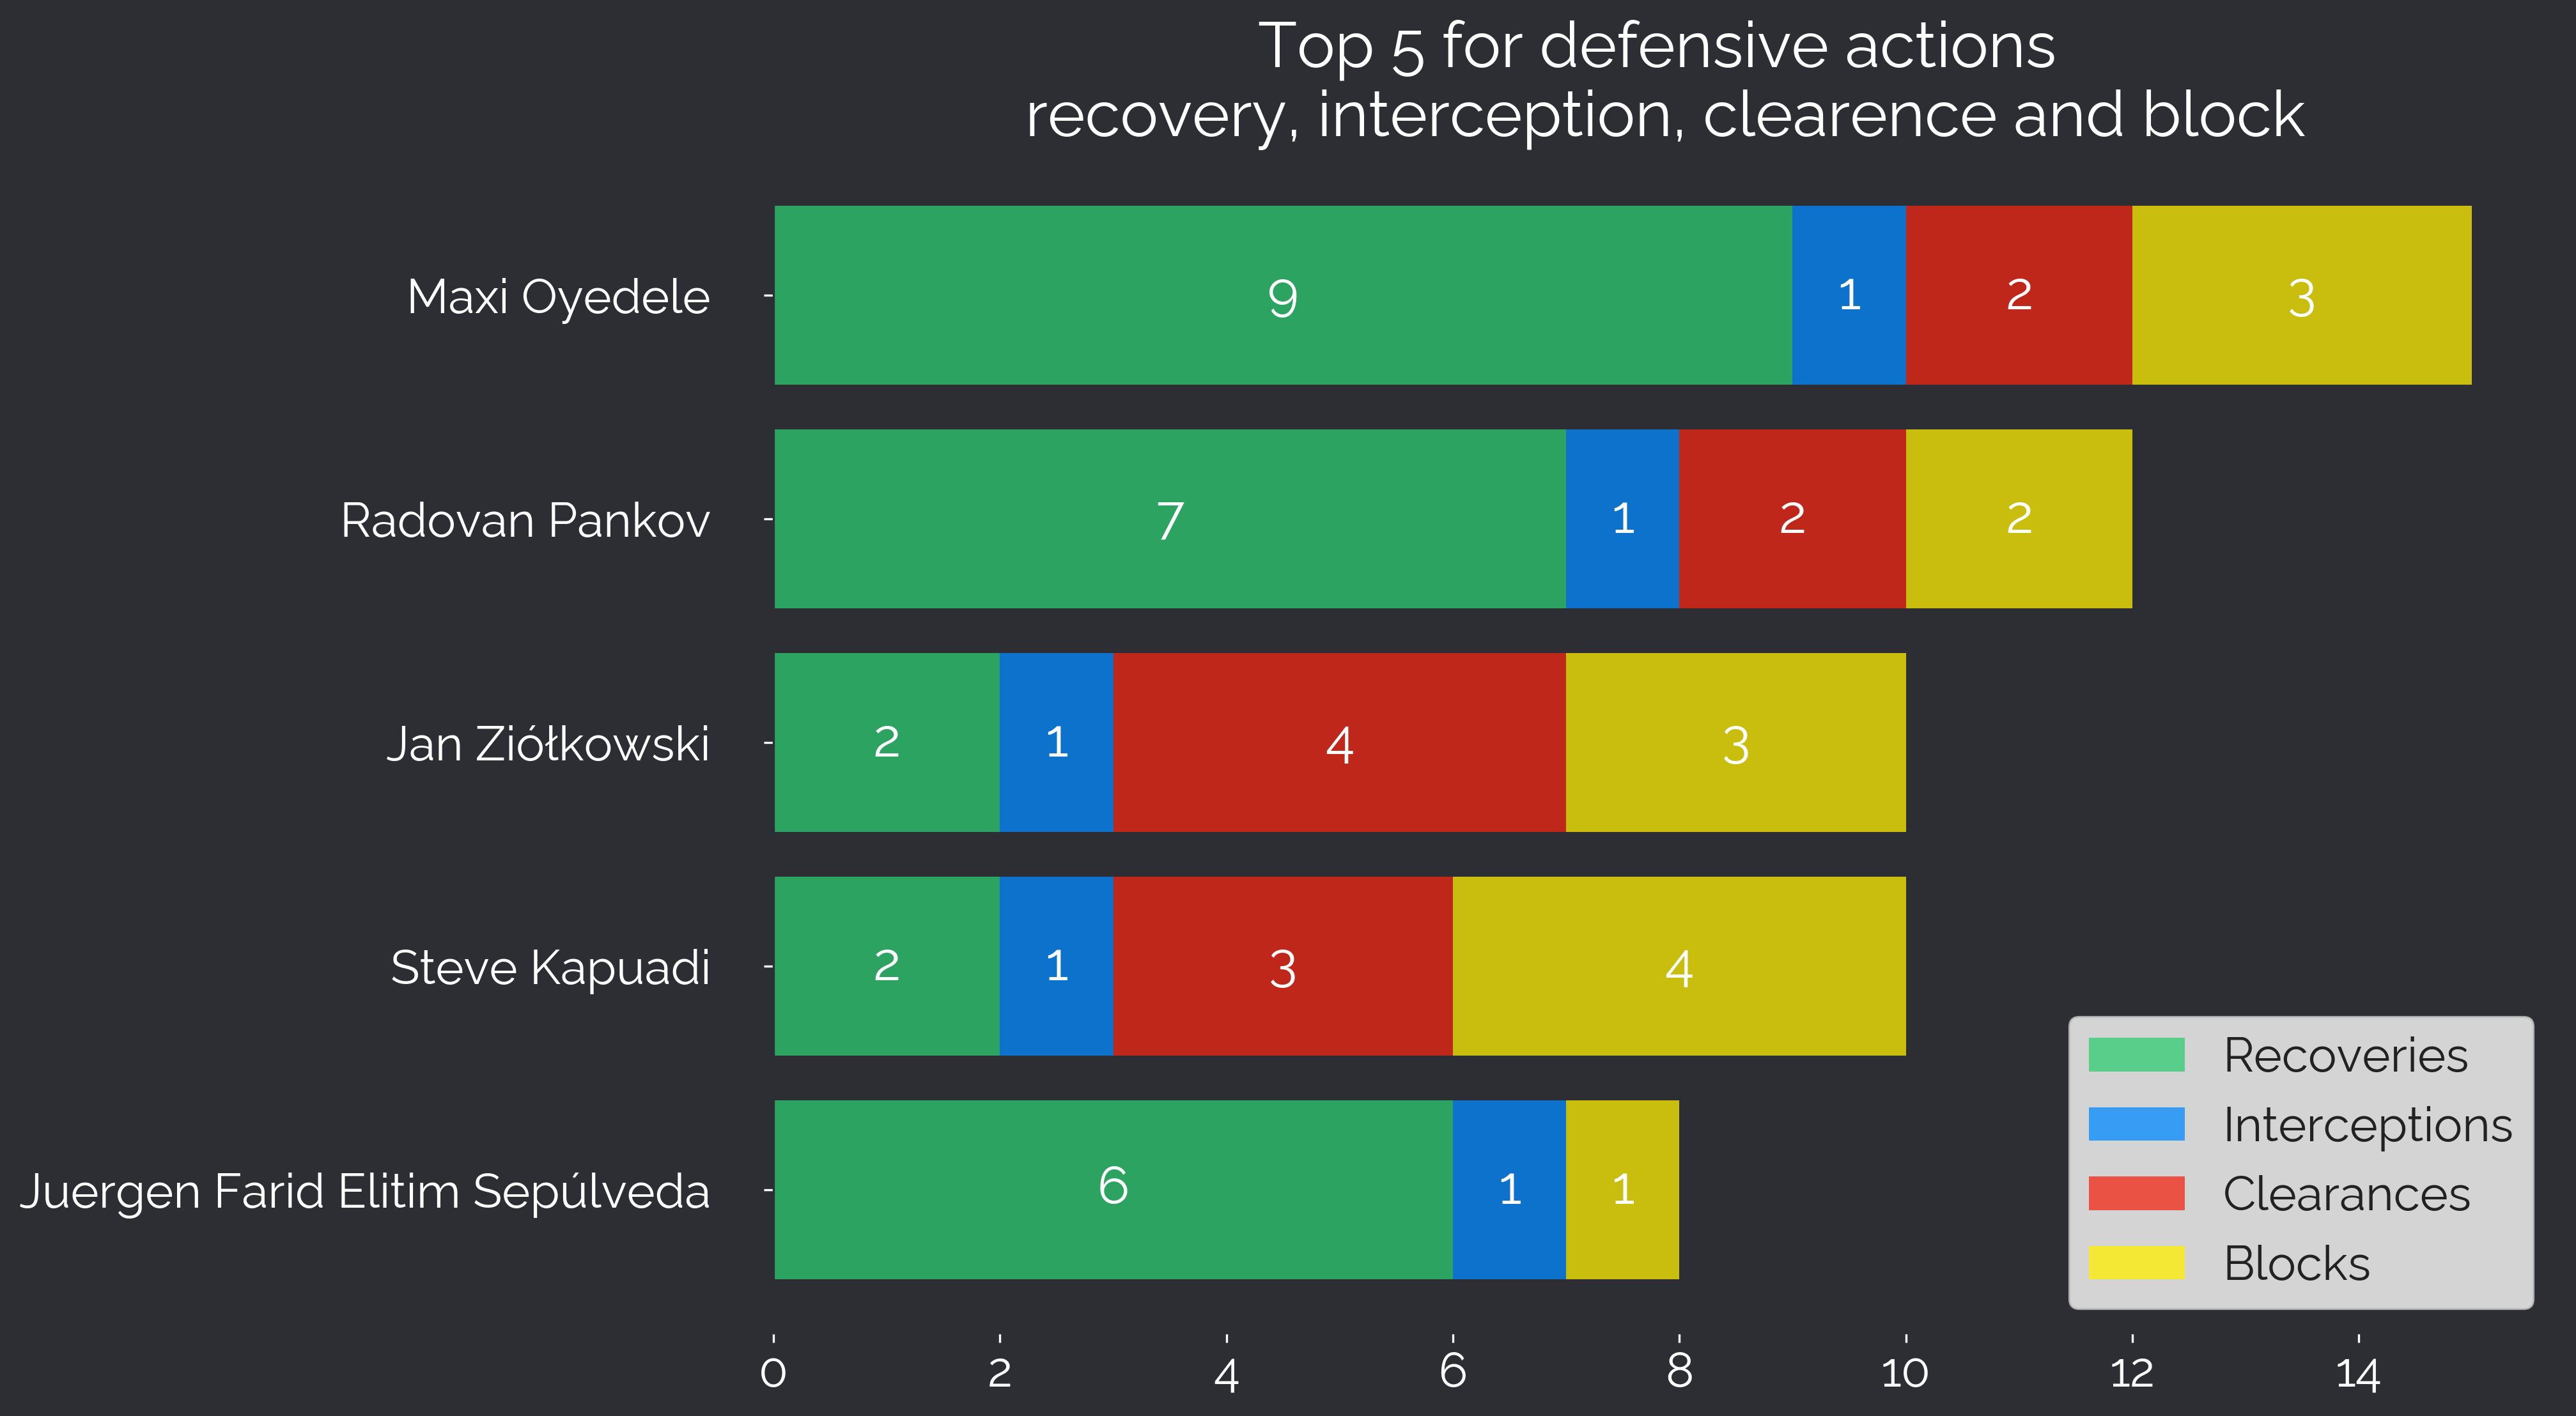 Top 5 for defensive actions
recovery, interception, clearence and block
Maxi Oyedele 9 1 2 3
Radovan Pankov 7 1 2 2
Jan Ziółkowski 2 1 4 3
Steve Kapuadi 2 1 3 4
Juergen Farid Elitim Sepúlveda 6 1 1
Recoveries
Interceptions
Clearances
Blocks
0 2 4 6 8 10 12 14